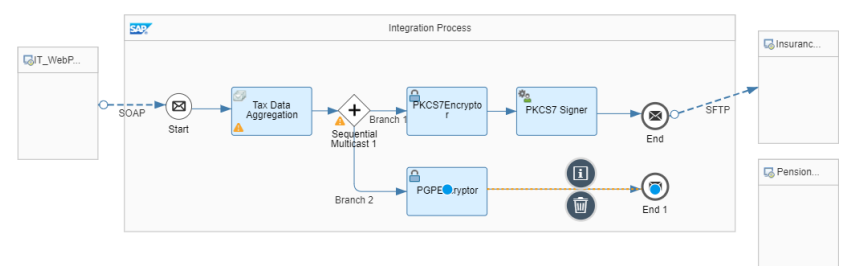 SAP
Integration Process
IT_WebP...
SOAP
Start
Tax Data
Aggregation
Sequential
Multicast 1
Branch 1
PKCS7Encrypto
r
PKCS7 Signer
End
SFTP
Insuranc...
Branch 2
End 1
Pension...